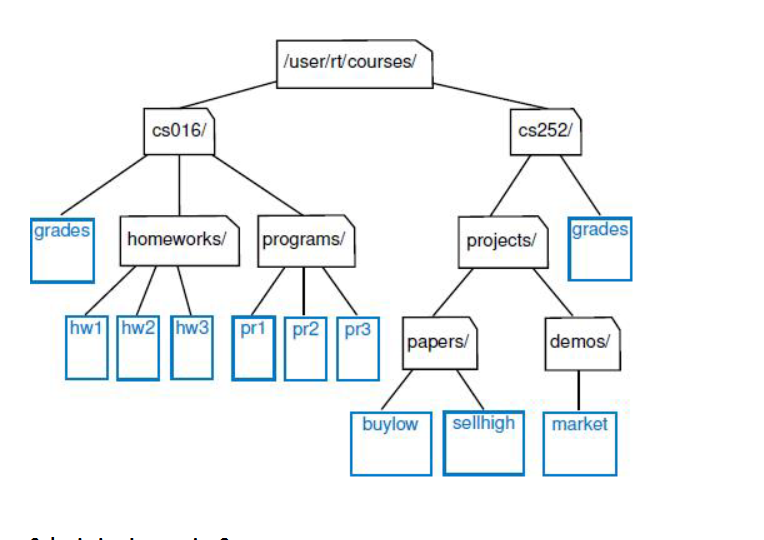 /user/rt/courses/
cs016/
cs252/
grades
homeworks/
programs/
projects/
grades
hw1
hw2
hw3
pr1
pr2
pr3
papers/
demos/
buylow
sellhigh
market